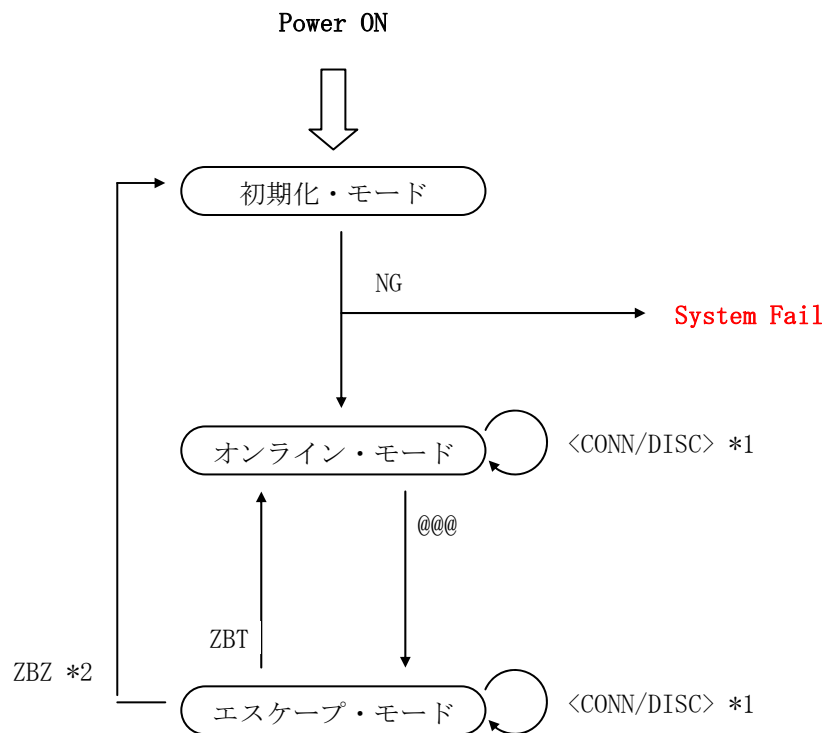 Power ON
初期化・モード
NG
System Fail
オンライン・モード
<CONN/DISC> *1
@@@
ZBT
ZBZ *2
エスケープ・モード
<CONN/DISC> *1